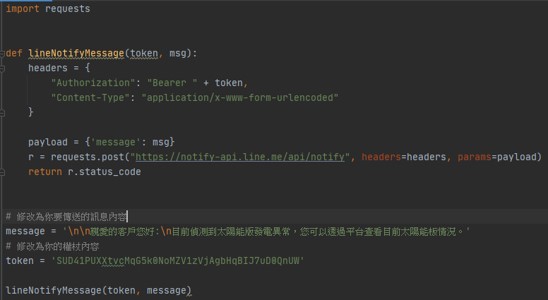 import requests
def lineNotifyMessage(token, msg):
headers = {
"Authorization": "Bearer " + token,
"Content-Type": "application/x-www-form-urlencoded"
}
payload = {'message': msg}
r = requests.post("https://notify-api.line.me/api/notify", headers=headers, params=payload)
return r.status_code
# 修改為你要傳送的訊息內容
message = '\n\n親愛的客戶您好:\n目前偵測到太陽能版發電異常，您可以透過平台查看目前太陽能板情況。'
# 修改為你的權杖內容
token = 'SUD41PUXXtvcMqG5k0NoMZV1zVjAgbHqBIJ7uD0QnUW'
lineNotifyMessage(token, message)